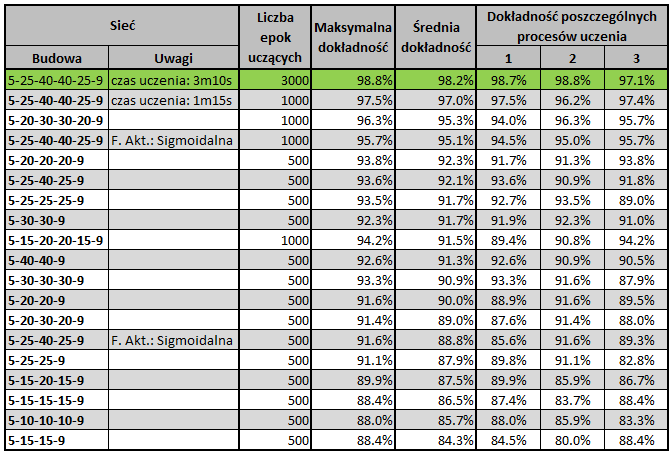 Sieć Liczba epok uczących Maksymalna dokładność Średnia dokładność Dokładność poszczególnych procesów uczenia
Budowa Uwagi 1 2 3
5-25-40-40-25-9 czas uczenia: 3m10s 3000 98.8% 98.2% 98.7% 98.8% 97.1%
5-25-40-40-25-9 czas uczenia: 1m15s 1000 97.5% 97.0% 97.5% 96.2% 97.4%
5-20-30-30-20-9 1000 96.3% 95.3% 94.0% 96.3% 95.7%
5-25-40-40-25-9 F. Akt.: Sigmoidalna 1000 95.7% 95.1% 94.5% 95.0% 95.7%
5-20-20-20-9 500 93.8% 92.3% 91.7% 91.3% 93.8%
5-25-40-25-9 500 93.6% 92.1% 93.6% 90.9% 91.8%
5-25-25-25-9 500 93.5% 91.7% 92.7% 93.5% 89.0%
5-30-30-9 500 92.3% 91.7% 91.9% 92.3% 91.0%
5-15-20-20-15-9 1000 94.2% 91.5% 89.4% 90.8% 94.2%
5-40-40-9 500 92.6% 91.3% 92.6% 90.9% 90.5%
5-30-30-30-9 500 93.3% 90.9% 93.3% 91.6% 87.9%
5-20-20-9 500 91.6% 90.0% 88.9% 91.6% 89.5%
5-20-30-20-9 500 91.4% 89.0% 87.6% 91.4% 88.0%
5-25-40-25-9 F. Akt.: Sigmoidalna 500 91.6% 88.8% 85.6% 91.6% 89.3%
5-25-25-9 500 91.1% 87.9% 89.8% 91.1% 82.8%
5-15-20-15-9 500 89.9% 87.5% 89.9% 85.9% 86.7%
5-15-15-15-9 500 88.4% 86.5% 87.4% 83.7% 88.4%
5-10-10-10-9 500 88.0% 85.7% 88.0% 85.9% 83.3%
5-15-15-9 500 88.4% 84.3% 84.5% 80.0% 88.4%